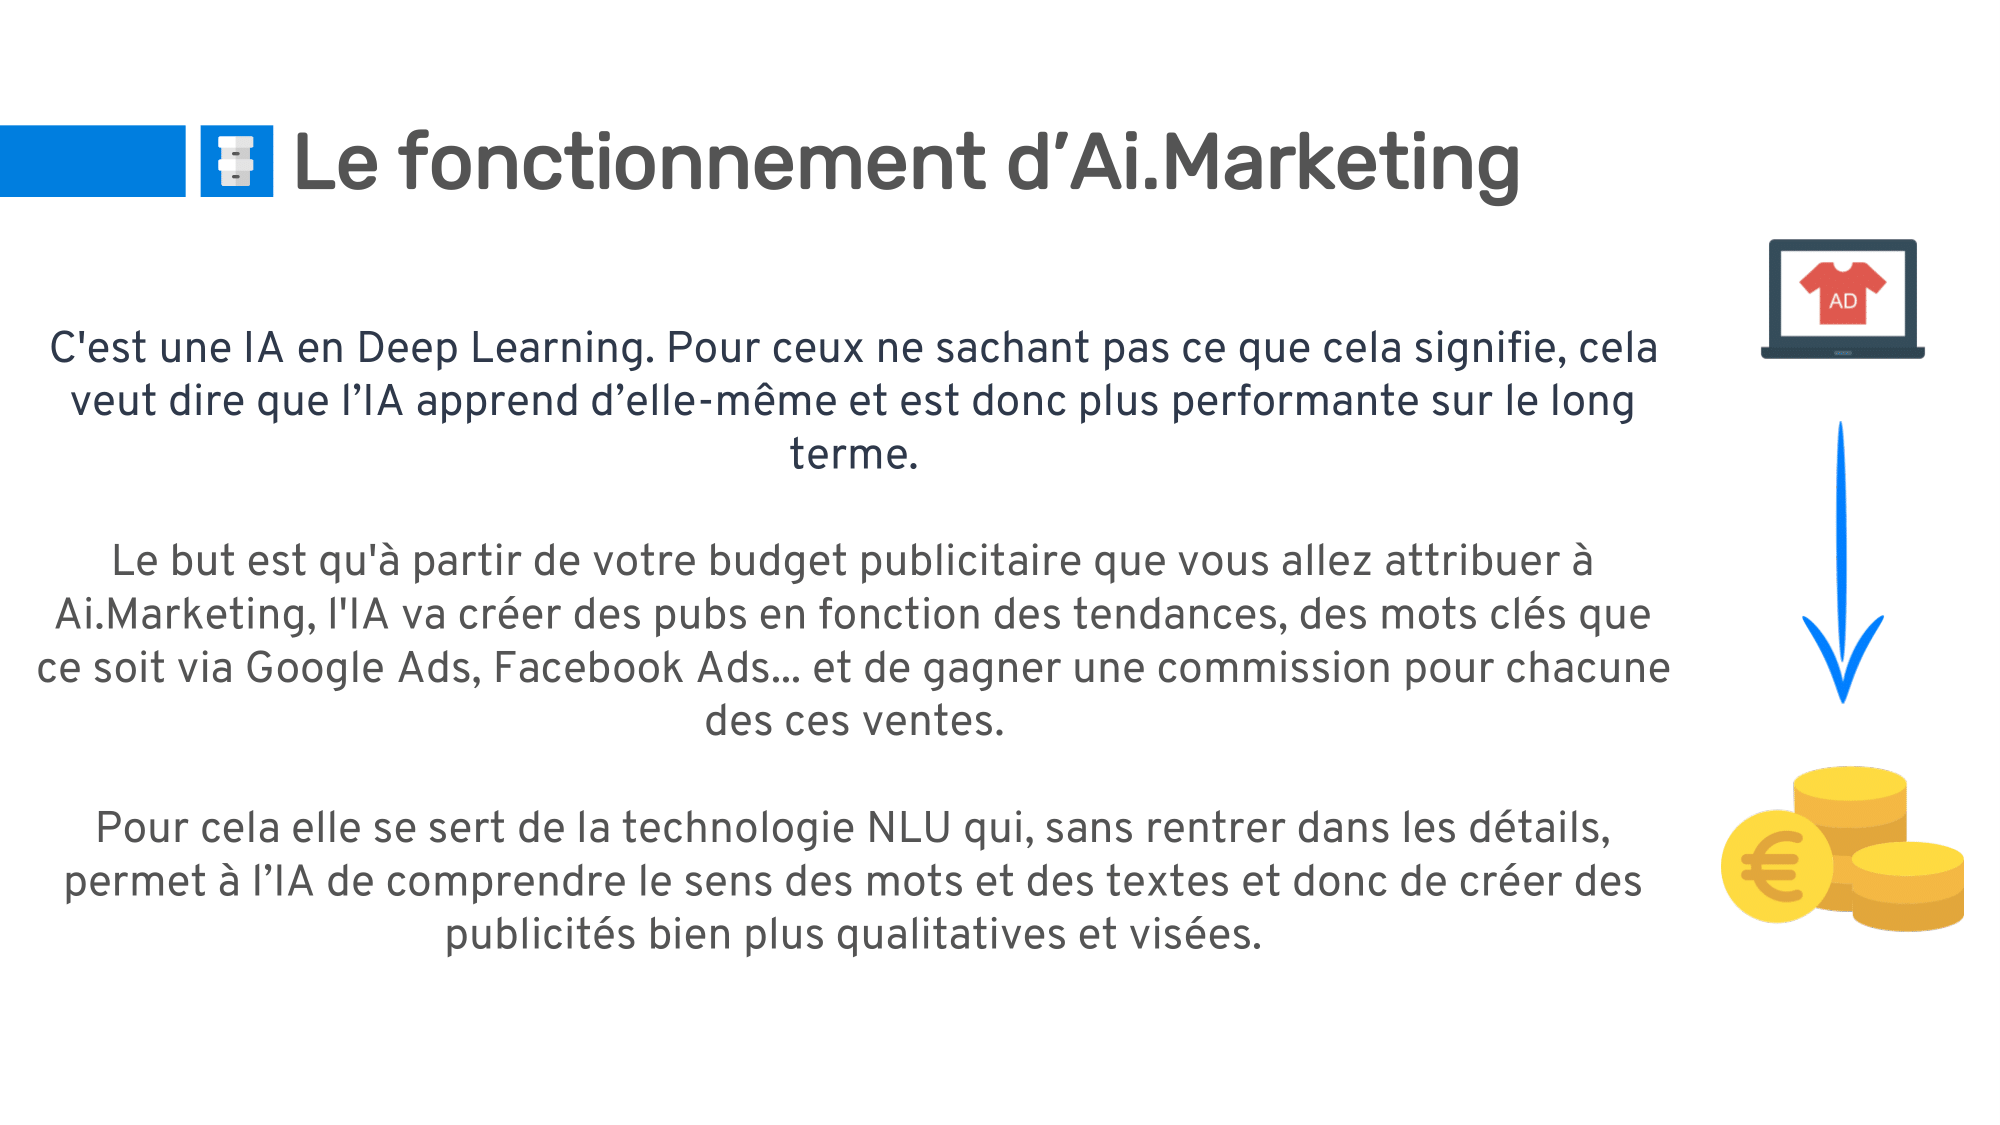 Le fonctionnement d’Ai.Marketing
AD
C'est une IA en Deep Learning. Pour ceux ne sachant pas ce que cela signifie, cela
veut dire que l’IA apprend d’elle-même et est donc plus performante sur le long
terme.
Le but est qu'à partir de votre budget publicitaire que vous allez attribuer à
Ai.Marketing, l'IA va créer des pubs en fonction des tendances, des mots clés que
ce soit via Google Ads, Facebook Ads... et de gagner une commission pour chacune
des ces ventes.
Pour cela elle se sert de la technologie NLU qui, sans rentrer dans les détails,
permet à l’IA de comprendre le sens des mots et des textes et donc de créer des
publicités bien plus qualitatives et visées.